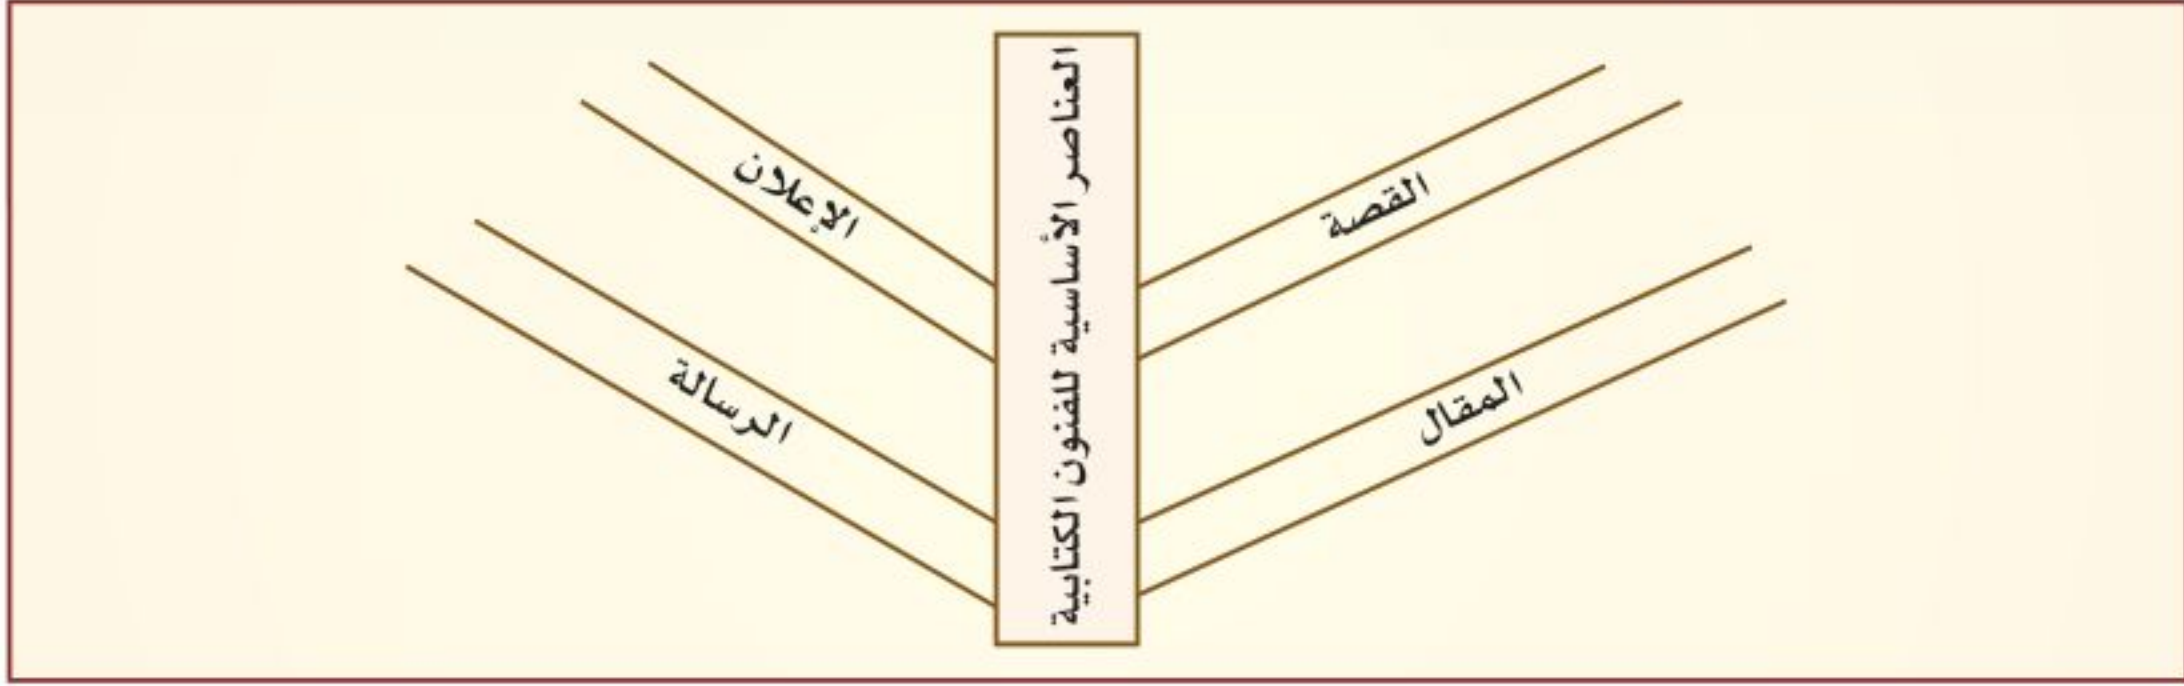 العناصر الأساسية للفنون الكتابية
القصة
الإعلان
المقال
الرسالة